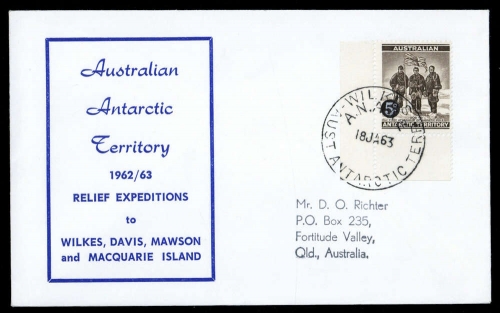 Australian
Antarctic
Territory
1962/63
RELIEF EXPEDITIONS
to
WILKES, DAVIS, MAWSON
and MACQUARIE ISLAND
AUSTRALIAN
5D
ANTARCTIC TERRITORY
WILKES
A.N.A.R.E.
18JA63
AUST ANTARCTIC TERR
Mr. D. O. Richter
P.O. Box 235,
Fortitude Valley,
Qld., Australia.